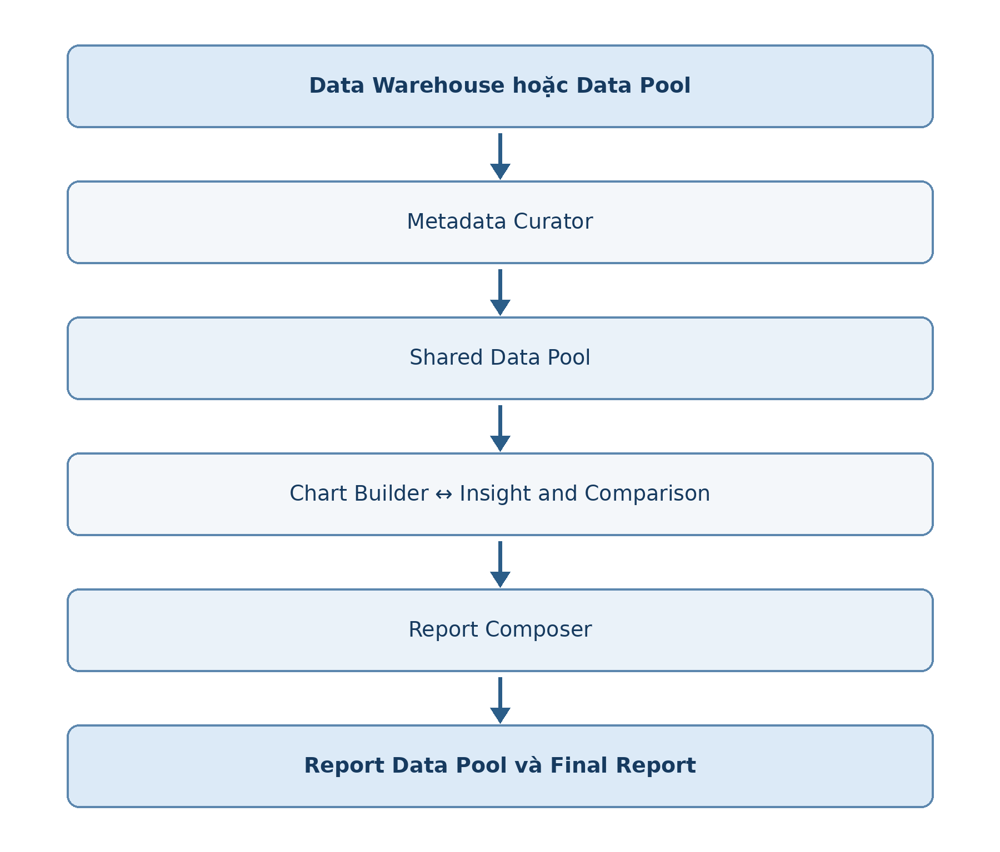 Data Warehouse hoặc Data Pool
Metadata Curator
Shared Data Pool
Chart Builder ↔ Insight and Comparison
Report Composer
Report Data Pool và Final Report